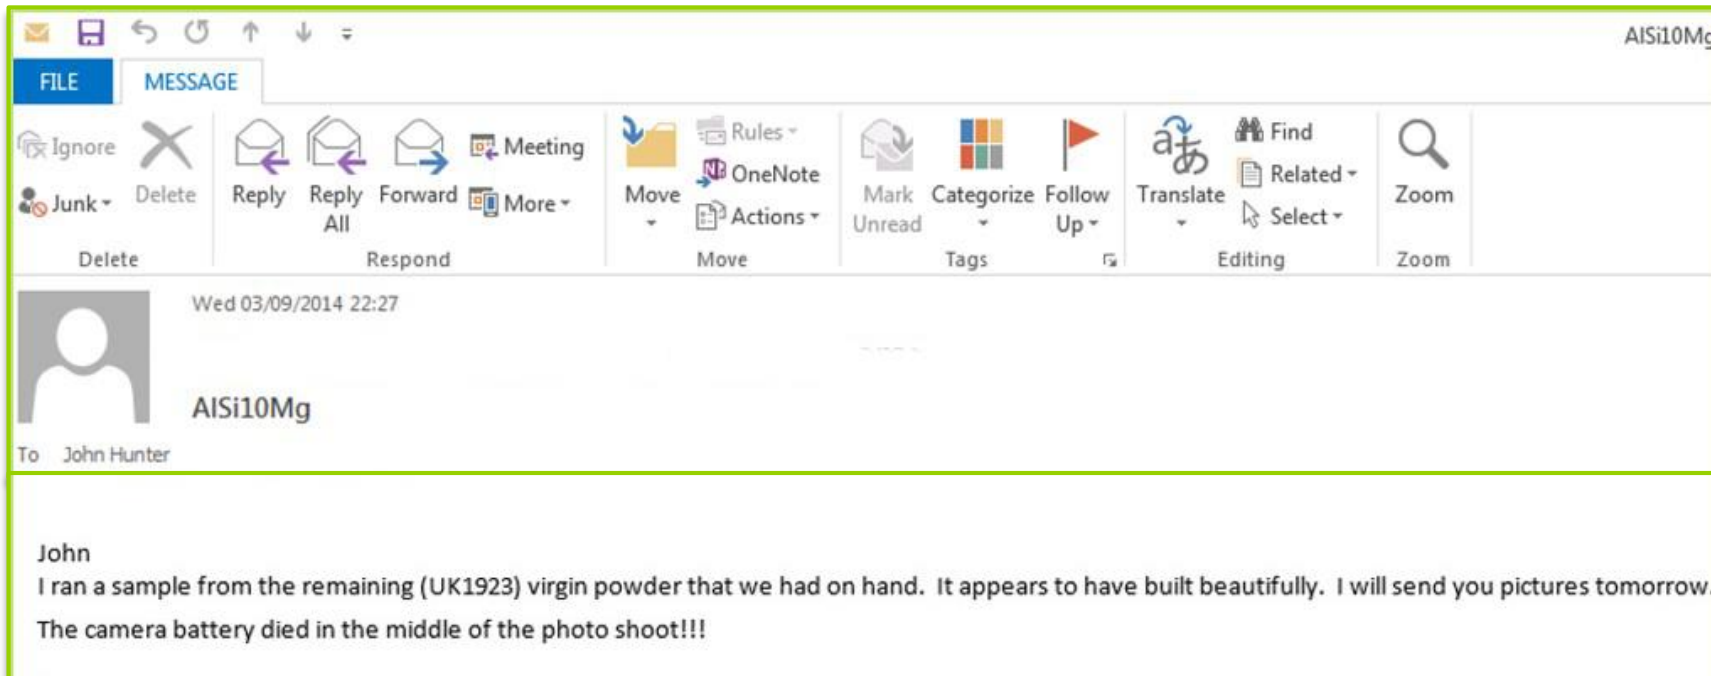 AlSi10Mg
FILE MESSAGE
Ignore
Junk
Delete
Reply
Reply All
Forward
Meeting
More
Move
Rules
OneNote
Actions
Mark Unread
Categorize
Follow Up
Translate
Find
Related
Select
Zoom
Delete Respond Move Tags Editing Zoom
Wed 03/09/2014 22:27
AlSi10Mg
To John Hunter
John
I ran a sample from the remaining (UK1923) virgin powder that we had on hand. It appears to have built beautifully. I will send you pictures tomorrow.
The camera battery died in the middle of the photo shoot!!!